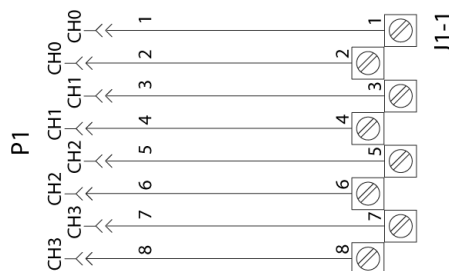 P1
J1-1
CH0 1 1
CH0 2 2
CH1 3 3
CH1 4 4
CH2 5 5
CH2 6 6
CH3 7 7
CH3 8 8